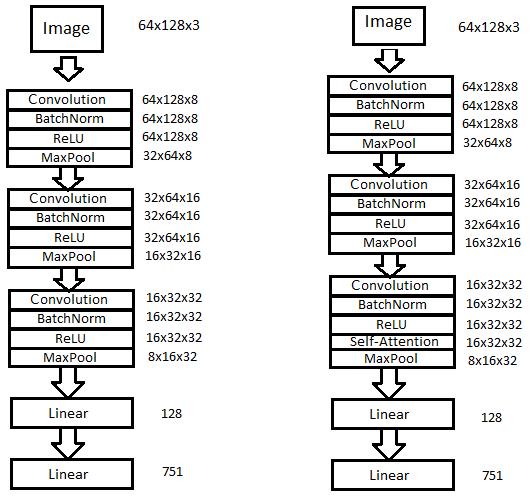 Image 64x128x3
Convolution 64x128x8
BatchNorm 64x128x8
ReLU 64x128x8
MaxPool 32x64x8
Convolution 32x64x16
BatchNorm 32x64x16
ReLU 32x64x16
MaxPool 16x32x16
Convolution 16x32x32
BatchNorm 16x32x32
ReLU 16x32x32
MaxPool 8x16x32
Linear 128
Linear 751
Image 64x128x3
Convolution 64x128x8
BatchNorm 64x128x8
ReLU 64x128x8
MaxPool 32x64x8
Convolution 32x64x16
BatchNorm 32x64x16
ReLU 32x64x16
MaxPool 16x32x16
Convolution 16x32x32
BatchNorm 16x32x32
ReLU 16x32x32
Self-Attention 16x32x32
MaxPool 8x16x32
Linear 128
Linear 751